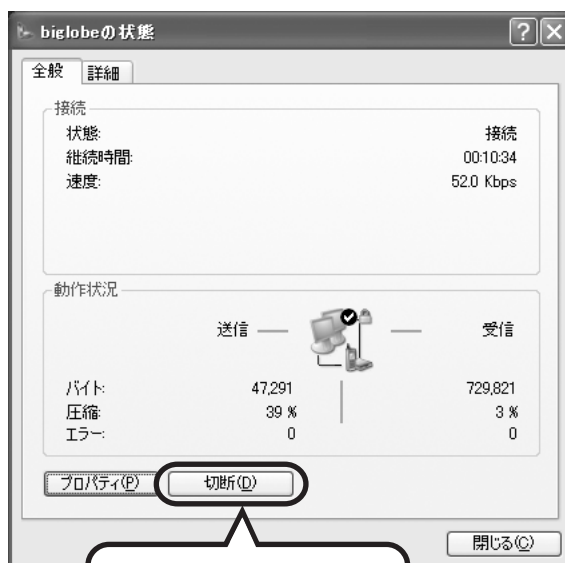 biglobeの状態
全般 詳細
接続
状態: 接続
継続時間: 00:10:34
速度: 52.0 Kbps
動作状況
送信 — — 受信
バイト: 47,291 729,821
圧縮: 39 % 3 %
エラー: 0 0
プロパティ(P) 切断(D)
閉じる(C)